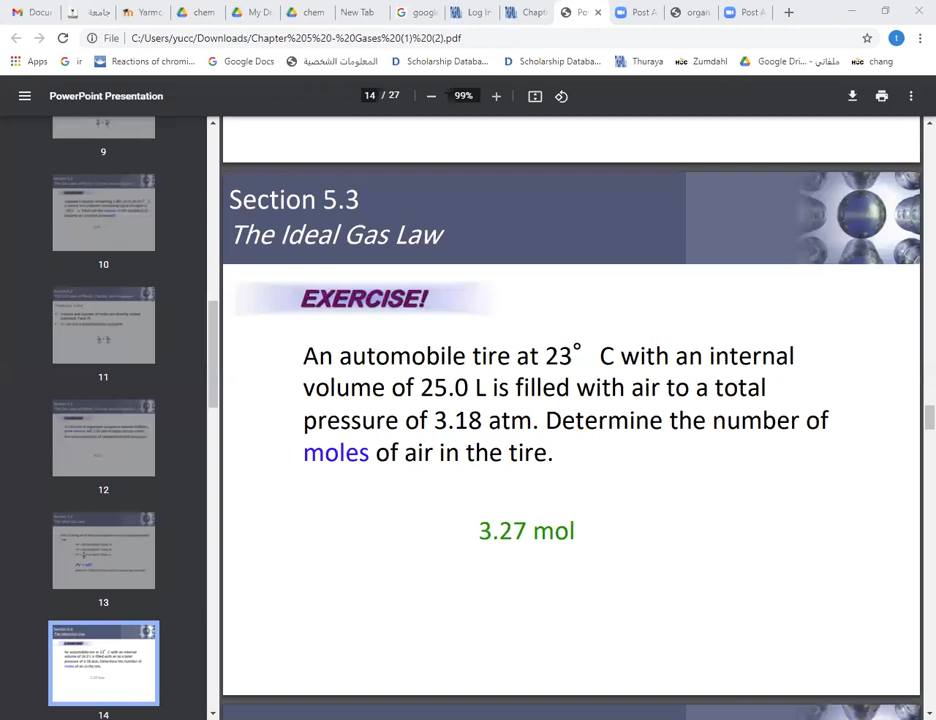 Docur
جامعة
Yarmo
chem
My Dr
chem
New Tab
google
Log In
Chapte
Po
Post A
organ
Post A
File
C:/Users/yucc/Downloads/Chapter%205%20-%20Gases%20(1)%20(2).pdf
t
Apps
ir
Reactions of chromi...
Google Docs
المعلومات الشخصية
Scholarship Databa...
Scholarship Databa...
Thuraya
Zumdahl
Google Dri... - ملفاتي
chang
PowerPoint Presentation
14 / 27
99%
9
10
11
12
13
14
Section 5.3
The Ideal Gas Law
EXERCISE!
An automobile tire at 23° C with an internal
volume of 25.0 L is filled with air to a total
pressure of 3.18 atm. Determine the number of
moles of air in the tire.
3.27 mol